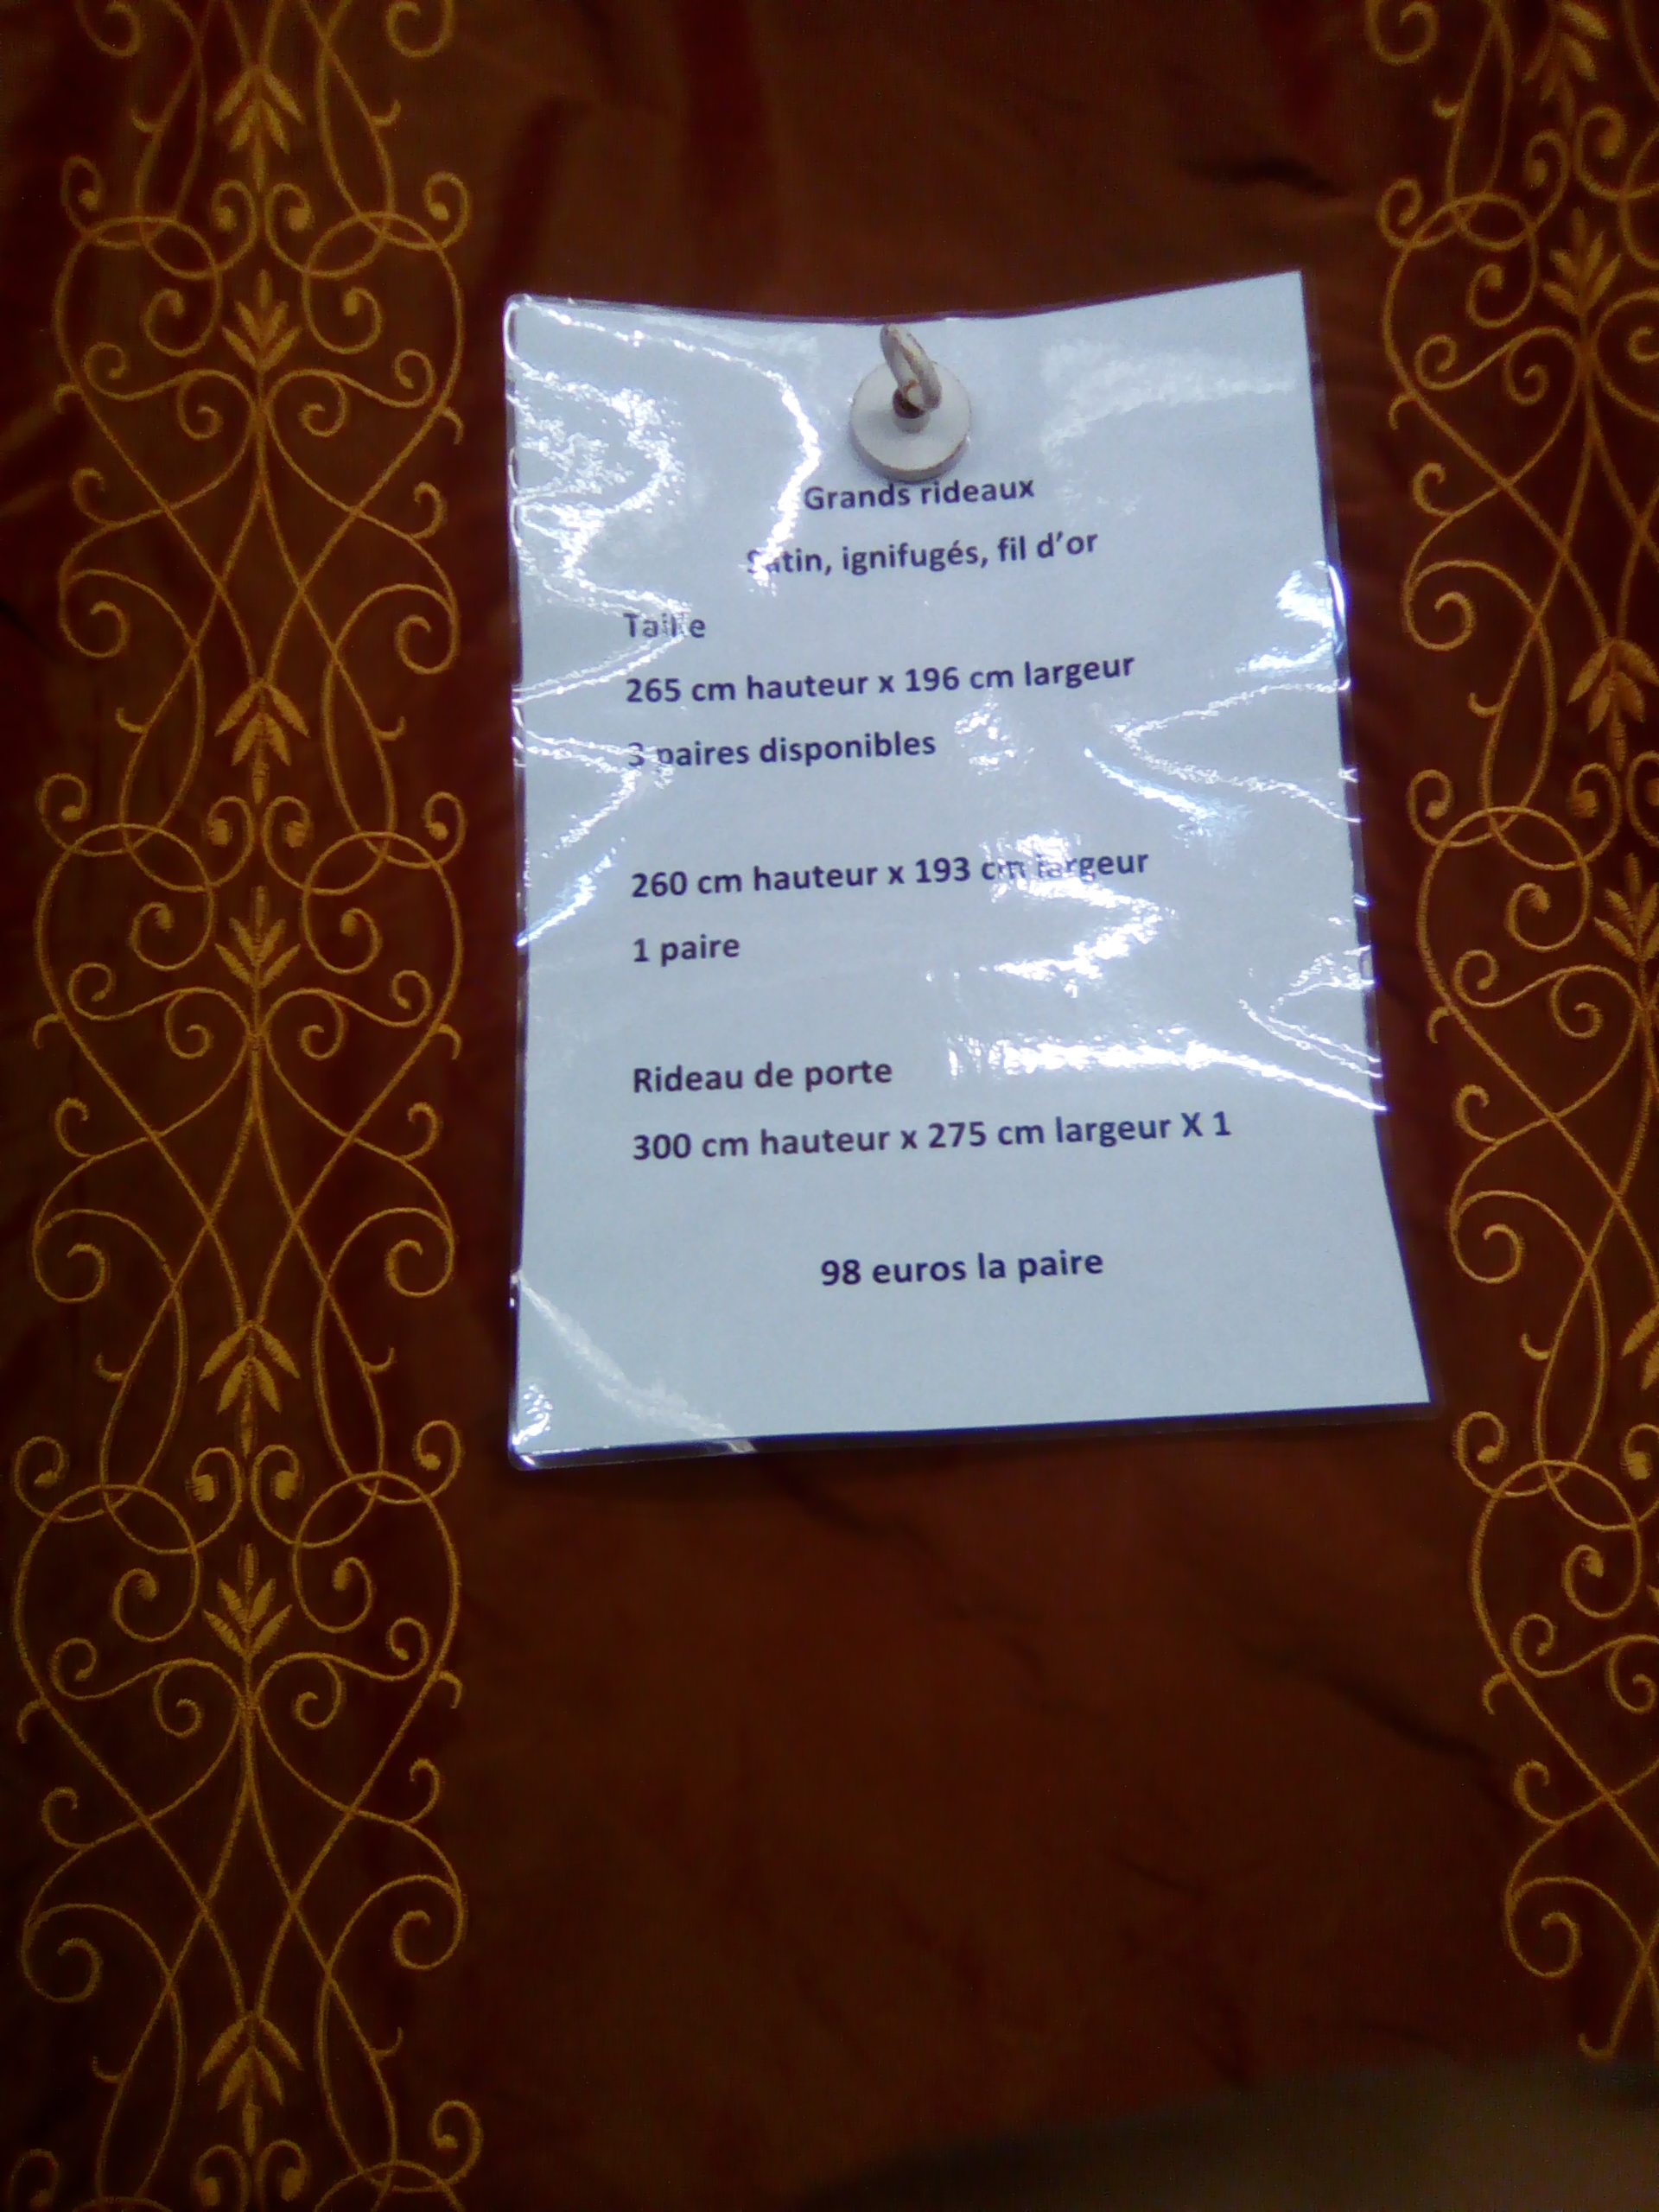 Grands rideaux
Satin, ignifugés, fil d'or
Taille
265 cm hauteur x 196 cm largeur
3 paires disponibles
260 cm hauteur x 193 cm largeur
1 paire
Rideau de porte
300 cm hauteur x 275 cm largeur X 1
98 euros la paire